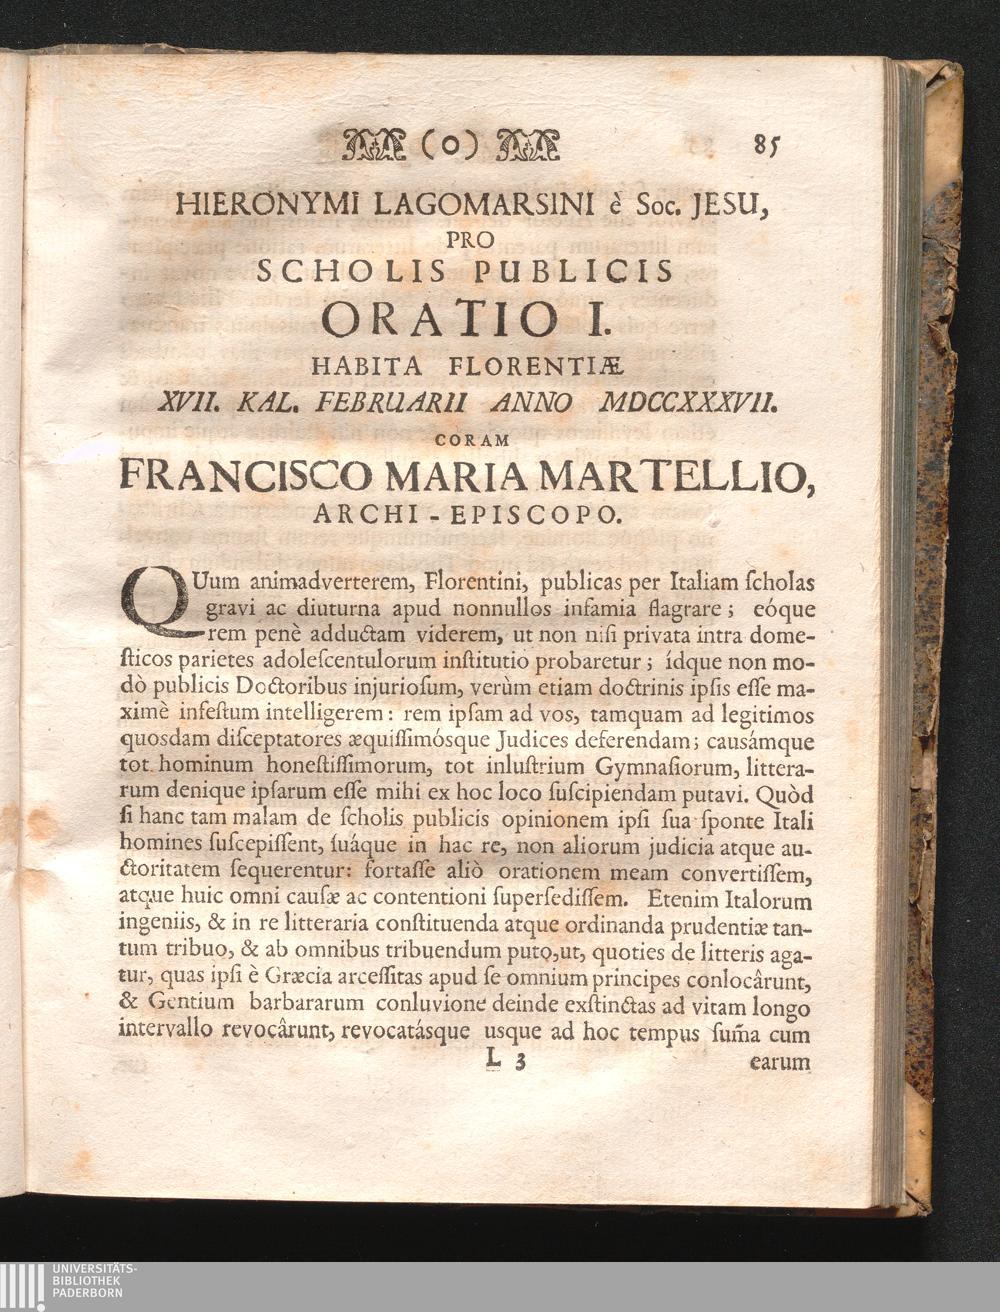 (o) 85
HIERONYMI LAGOMARSINI è Soc. JESU,
PRO
SCHOLIS PUBLICIS
ORATIO I.
HABITA FLORENTIÆ
XVII. KAL. FEBRUARII ANNO MDCCXXXVII.
CORAM
FRANCISCO MARIA MARTELLIO,
ARCHI-EPISCOPO.
QUum animadverterem, Florentini, publicas per Italiam ſcholas
gravi ac diuturna apud nonnullos infamia flagrare; eóque
rem penè adductam viderem, ut non niſi privata intra dome-
ſticos parietes adoleſcentulorum inſtitutio probaretur; ídque non mo-
dò publicis Doctoribus injurioſum, verùm etiam doctrinis ipſis eſſe ma-
ximè infeſtum intelligerem: rem ipſam ad vos, tamquam ad legitimos
quosdam diſceptatores æquiſſimósque Judices deferendam; cauſámque
tot hominum honeſtiſſimorum, tot inluſtrium Gymnaſiorum, littera-
rum denique ipſarum eſſe mihi ex hoc loco ſuſcipiendam putavi. Quòd
ſi hanc tam malam de ſcholis publicis opinionem ipſi ſua ſponte Itali
homines ſuſcepiſſent, ſuáque in hac re, non aliorum judicia atque au-
ctoritatem ſequerentur: fortaſſe aliò orationem meam convertiſſem,
atque huic omni cauſæ ac contentioni ſuperſediſſem. Etenim Italorum
ingeniis, & in re litteraria conſtituenda atque ordinanda prudentiæ tan-
tum tribuo, & ab omnibus tribuendum puto,ut, quoties de litteris aga-
tur, quas ipſi è Græcia arceſſitas apud ſe omnium principes conlocârunt,
& Gentium barbararum conluvione deinde exſtinctas ad vitam longo
intervallo revocârunt, revocatásque usque ad hoc tempus ſum̃a cum
L 3 earum
UNIVERSITÄTS-
BIBLIOTHEK
PADERBORN